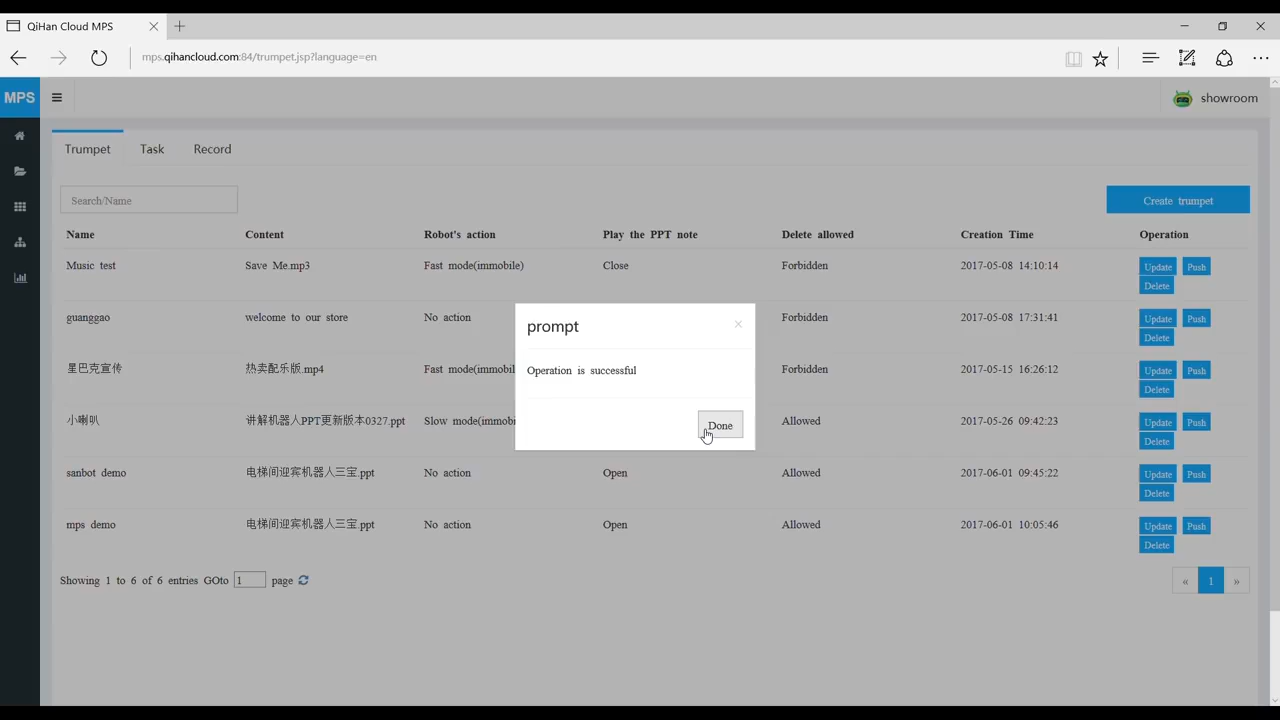 QiHan Cloud MPS
mps.qihancloud.com:84/trumpet.jsp?language=en
MPS
showroom
Trumpet Task Record
Search/Name
Create trumpet
Name Content Robot's action Play the PPT note Delete allowed Creation Time Operation
Music test Save Me.mp3 Fast mode(immobile) Close Forbidden 2017-05-08 14:10:14 Update Push
Delete
guanggao welcome to our store No action Forbidden 2017-05-08 17:31:41 Update Push
Delete
星巴克宣传 热卖配乐版.mp4 Fast mode(immobil Forbidden 2017-05-15 16:26:12 Update Push
Delete
小喇叭 讲解机器人PPT更新版本0327.ppt Slow mode(immobi Allowed 2017-05-26 09:42:23 Update Push
Delete
sanbot demo 电梯间迎宾机器人三宝.ppt No action Open Allowed 2017-06-01 09:45:22 Update Push
Delete
mps demo 电梯间迎宾机器人三宝.ppt No action Open Allowed 2017-06-01 10:05:46 Update Push
Delete
prompt
Operation is successful
Done
Showing 1 to 6 of 6 entries GOto 1 page
« 1 »